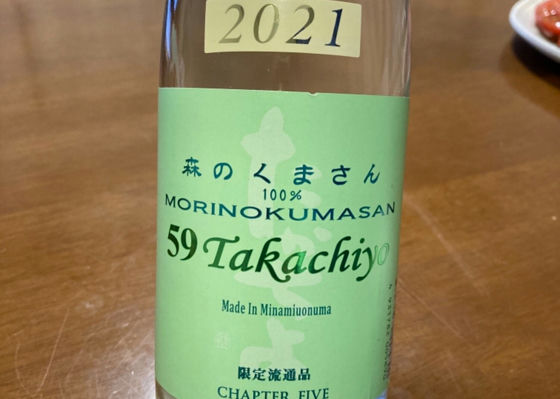 2021
森のくまさん
100%
MORINOKUMASAN
59 Takachiyo
Made In Minamiuonuma
限定流通品
CHAPTER FIVE